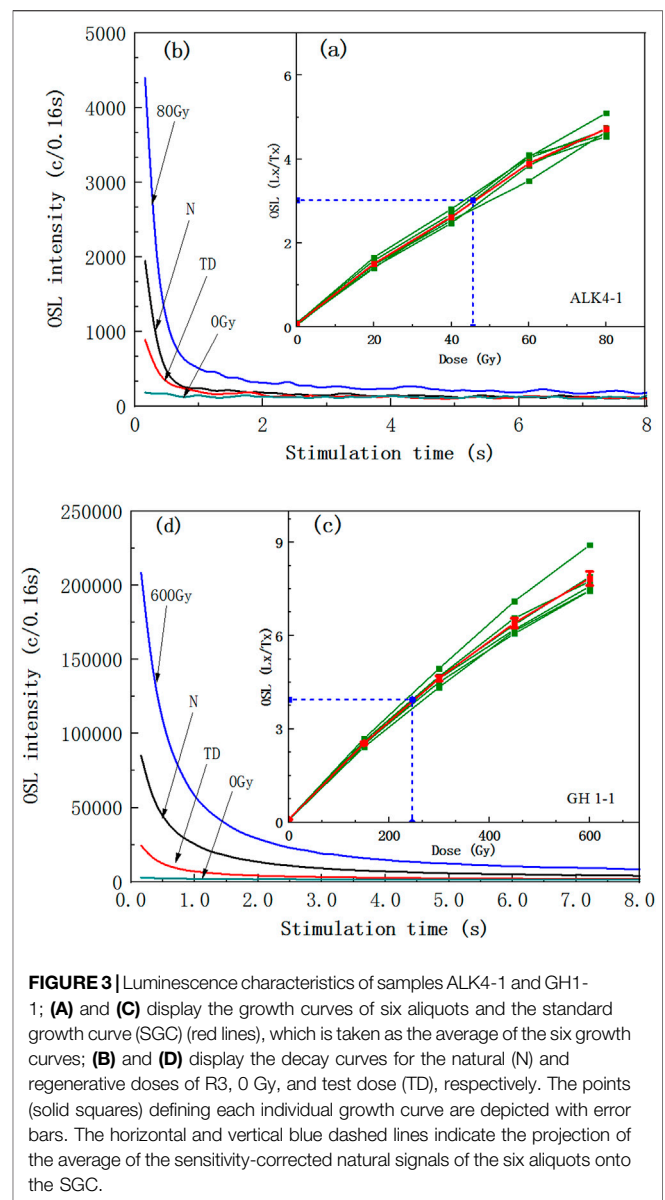 (b)
(a)
OSL intensity (c/0.16s)
5000
4000
3000
2000
1000
0
80Gy
N
TD
0Gy
0 2 4 6 8
Stimulation time (s)
OSL (Lx/Tx)
6
4
2
0
0 20 40 60 80
Dose (Gy)
ALK4-1
(d)
(c)
OSL intensity (c/0.16s)
250000
200000
150000
100000
50000
0
600Gy
N
TD
0Gy
0.0 1.0 2.0 3.0 4.0 5.0 6.0 7.0 8.0
Stimulation time (s)
OSL (Lx/Tx)
9
6
3
0
0 200 400 600
Dose (Gy)
GH 1-1
FIGURE 3 | Luminescence characteristics of samples ALK4-1 and GH1-
1; (A) and (C) display the growth curves of six aliquots and the standard
growth curve (SGC) (red lines), which is taken as the average of the six growth
curves; (B) and (D) display the decay curves for the natural (N) and
regenerative doses of R3, 0 Gy, and test dose (TD), respectively. The points
(solid squares) defining each individual growth curve are depicted with error
bars. The horizontal and vertical blue dashed lines indicate the projection of
the average of the sensitivity-corrected natural signals of the six aliquots onto
the SGC.